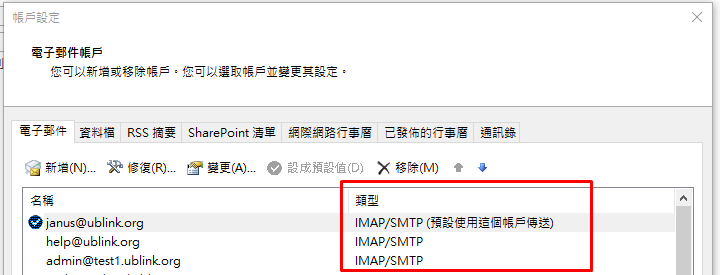 帳戶設定
電子郵件帳戶
您可以新增或移除帳戶。您可以選取帳戶並變更其設定。
電子郵件 資料檔 RSS 摘要 SharePoint 清單 網際網路行事曆 已發佈的行事曆 通訊錄
新增(N)... 修復(R)... 變更(A)... 設成預設值(D) 移除(M)
名稱 類型
janus@ublink.org IMAP/SMTP (預設使用這個帳戶傳送)
help@ublink.org IMAP/SMTP
admin@test1.ublink.org IMAP/SMTP